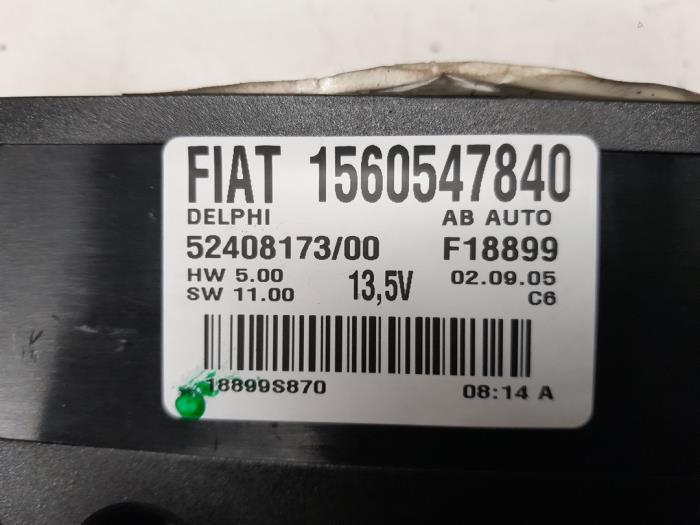 FIAT 1560547840
DELPHI AB AUTO
52408173/00 F18899
HW 5.00 13,5V 02.09.05
SW 11.00 C6
18899S870 08:14 A